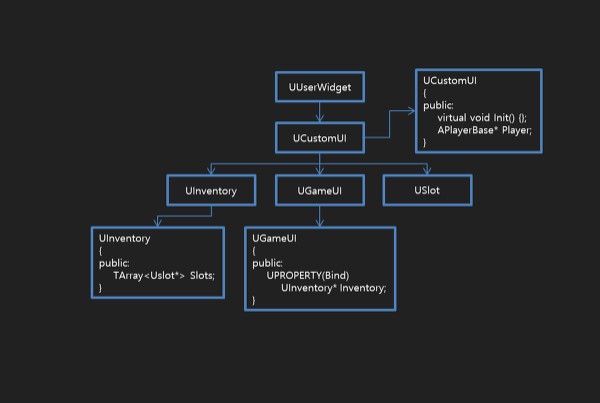 UUserWidget
UCustomUI
UCustomUI
{
public:
virtual void Init() {};
APlayerBase* Player;
}
UInventory
UGameUI
USlot
UInventory
{
public:
TArray<Uslot*> Slots;
}
UGameUI
{
public:
UPROPERTY(Bind)
UInventory* Inventory;
}